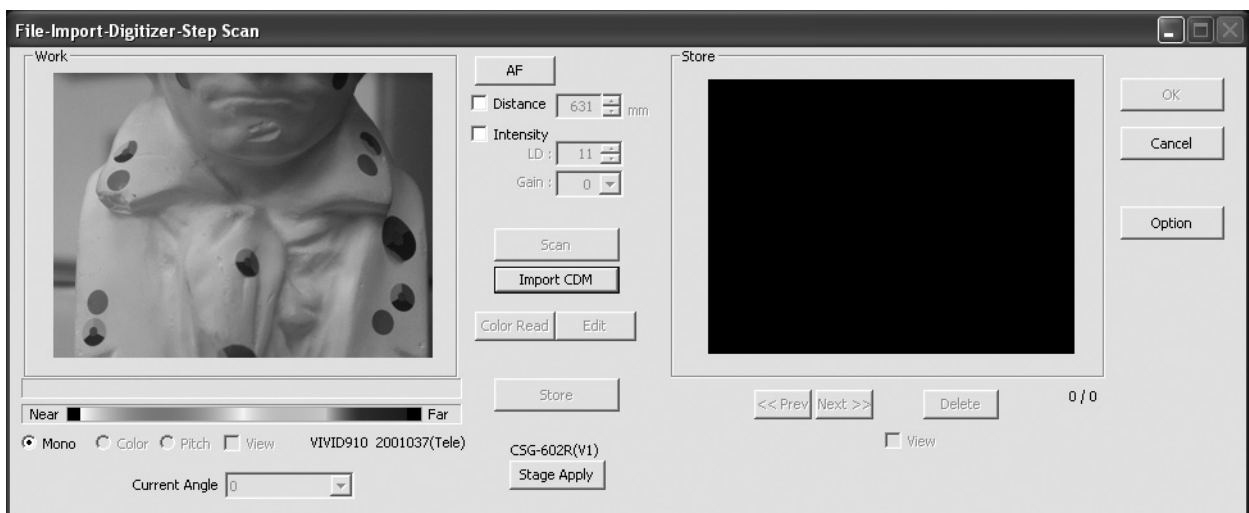 File-Import-Digitizer-Step Scan
Work
AF
Distance 631 mm
Intensity
LD : 11
Gain : 0
Scan
Import CDM
Color Read Edit
Store
Near Far
Mono Color Pitch View VIVID910 2001037(Tele)
Current Angle 0
CSG-602R(V1)
Stage Apply
Store
<< Prev Next >> Delete 0 / 0
View
OK
Cancel
Option